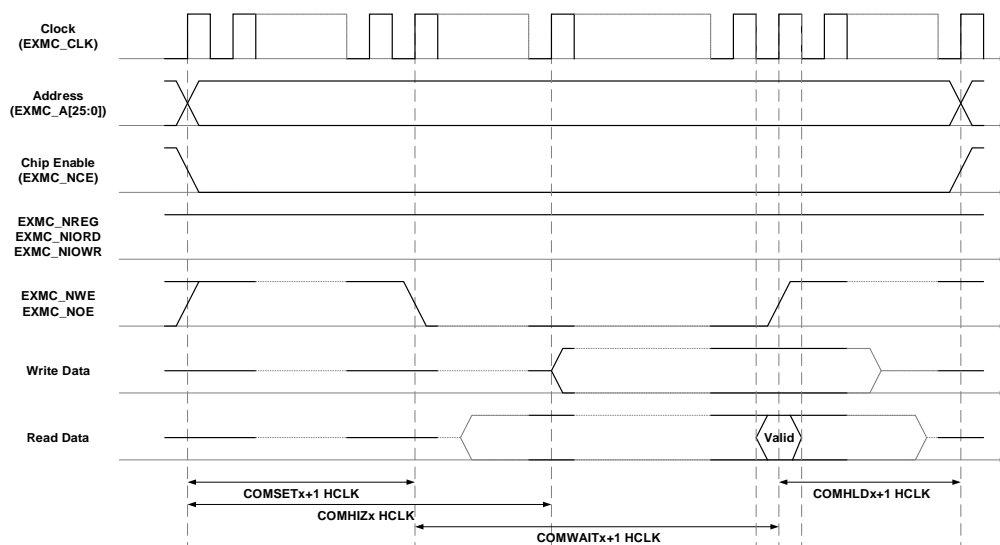 Clock
(EXMC_CLK)
Address
(EXMC_A[25:0])
Chip Enable
(EXMC_NCE)
EXMC_NREG
EXMC_NIORD
EXMC_NIOWR
EXMC_NWE
EXMC_NOE
Write Data
Read Data
Valid
COMSETx+1 HCLK
COMHLDx+1 HCLK
COMHIZx HCLK
COMWAITx+1 HCLK